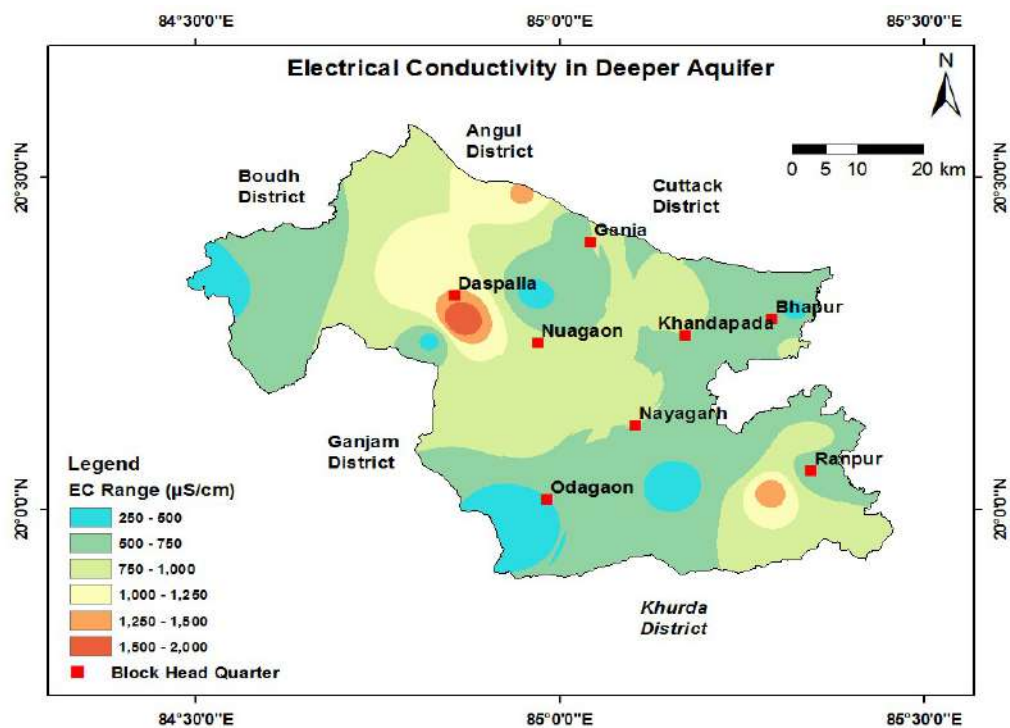 84°30'0"E 85°0'0"E 85°30'0"E
Electrical Conductivity in Deeper Aquifer
N
Angul
District
0 5 10 20 km
20°30'0"N 20°30'0"N
Boudh
District
Cuttack
District
Gania
Daspalla
Bhapur
Khandapada
Nuagaon
Nayagarh
Ganjam
District
Ranpur
Legend
EC Range (µS/cm)
Odagaon
20°0'0"N 20°0'0"N
250 - 500
500 - 750
750 - 1,000
1,000 - 1,250
1,250 - 1,500
1,500 - 2,000
Block Head Quarter
Khurda
District
84°30'0"E 85°0'0"E 85°30'0"E